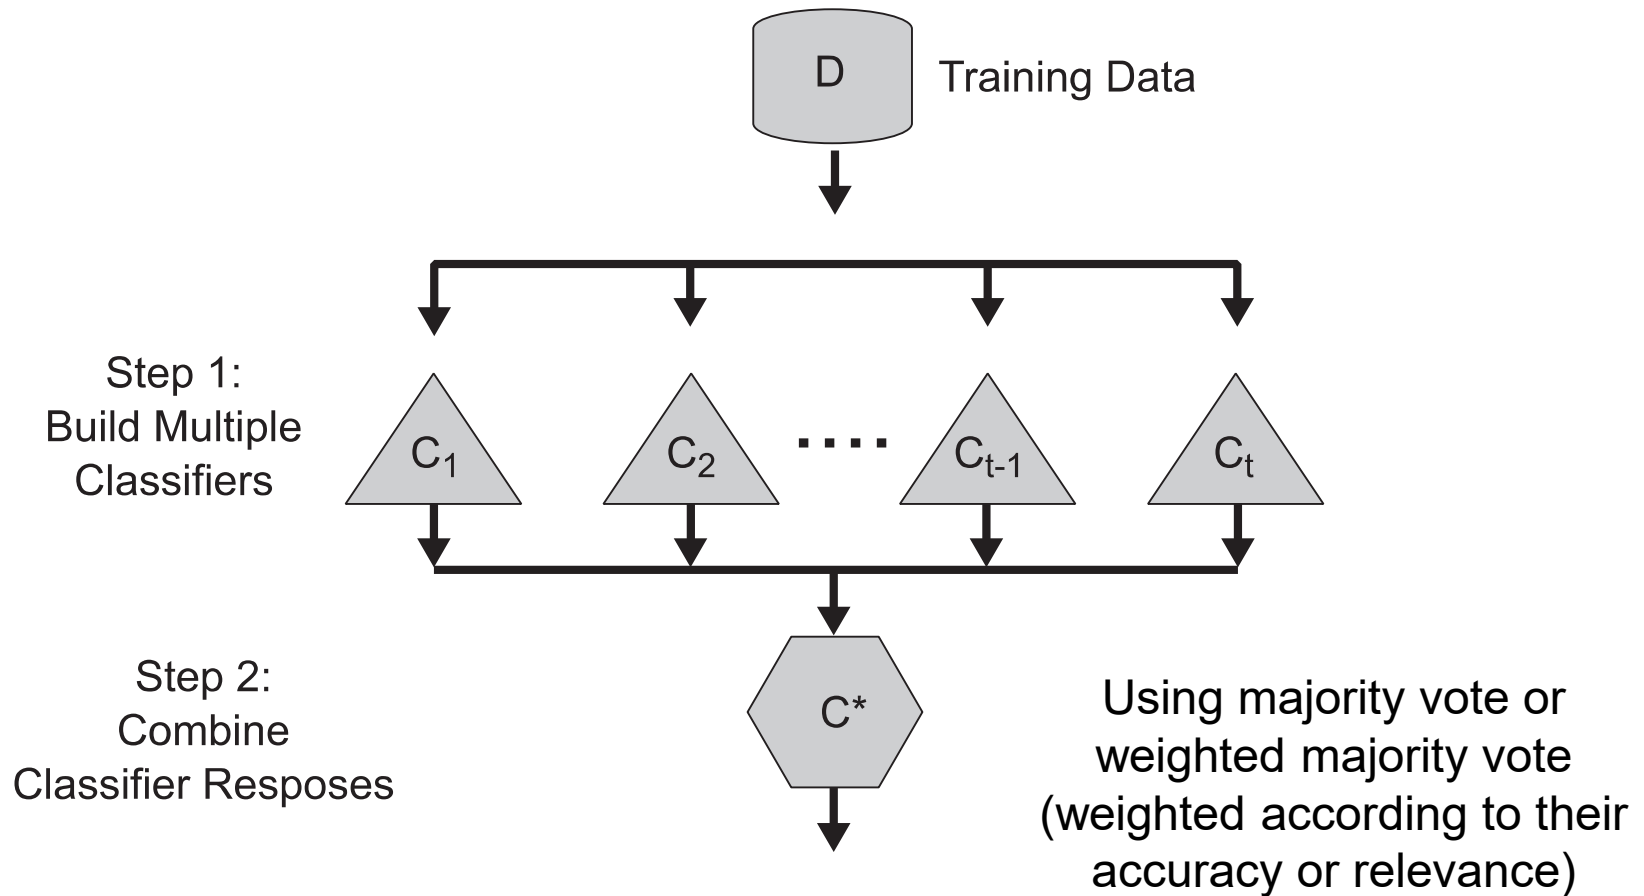 D
Training Data
Step 1:
Build Multiple
Classifiers
C1
C2
....
Ct-1
Ct
Step 2:
Combine
Classifier Resposes
C*
Using majority vote or
weighted majority vote
(weighted according to their
accuracy or relevance)